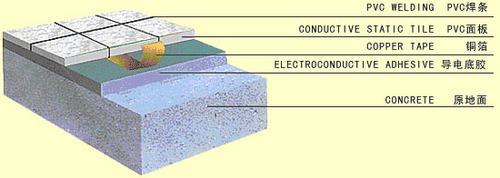 PVC WELDING PVC焊条
CONDUCTIVE STATIC TILE PVC面板
COPPER TAPE 铜箔
ELECTROCONDUCTIVE ADHESIVE 导电底胶
CONCRETE 原地面